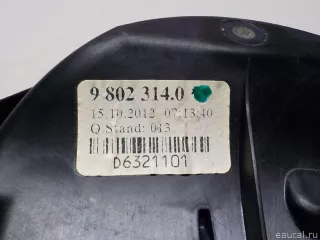 9 802 314.0
15.10.2012 07:13:40
Q Stand: 013
D6321101
eaucal.ru